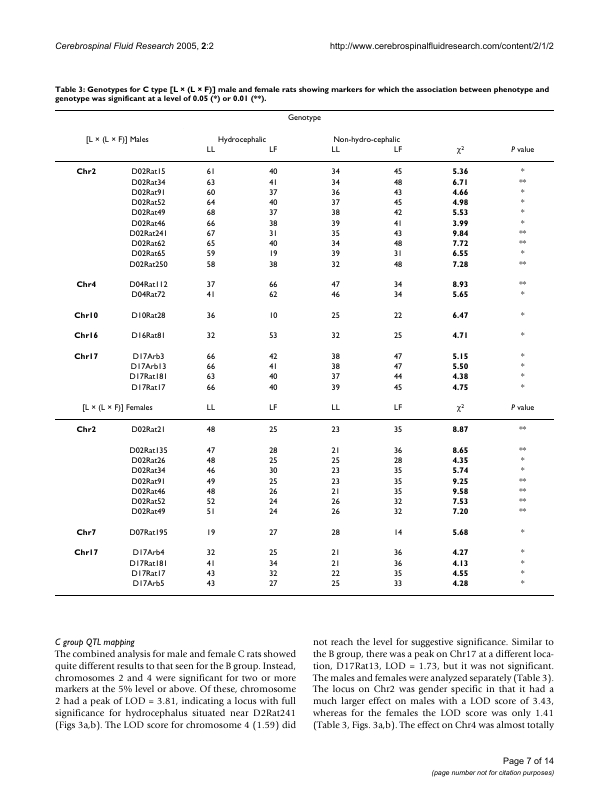 Cerebrospinal Fluid Research 2005, 2:2 http://www.cerebrospinalfluidresearch.com/content/2/1/2
Table 3: Genotypes for C type [L × (L × F)] male and female rats showing markers for which the association between phenotype and
genotype was significant at a level of 0.05 (*) or 0.01 (**).
Genotype
[L × (L × F)] Males Hydrocephalic Non-hydro-cephalic
LL LF LL LF χ2 P value
Chr2 D02Rat15 61 40 34 45 5.36 *
D02Rat34 63 41 34 48 6.71 **
D02Rat91 60 37 36 43 4.66 *
D02Rat52 64 40 37 45 4.98 *
D02Rat49 68 37 38 42 5.53 *
D02Rat46 66 38 39 41 3.99 *
D02Rat241 67 31 35 43 9.84 **
D02Rat62 65 40 34 48 7.72 **
D02Rat65 59 19 39 31 6.55 *
D02Rat250 58 38 32 48 7.28 **
Chr4 D04Rat112 37 66 47 34 8.93 **
D04Rat72 41 62 46 34 5.65 *
Chr10 D10Rat28 36 10 25 22 6.47 *
Chr16 D16Rat81 32 53 32 25 4.71 *
Chr17 D17Arb3 66 42 38 47 5.15 *
D17Arb13 66 41 38 47 5.50 *
D17Rat181 63 40 37 44 4.38 *
D17Rat17 66 40 39 45 4.75 *
[L × (L × F)] Females LL LF LL LF χ2 P value
Chr2 D02Rat21 48 25 23 35 8.87 **
D02Rat135 47 28 21 36 8.65 **
D02Rat26 48 25 25 28 4.35 *
D02Rat34 46 30 23 35 5.74 *
D02Rat91 49 25 23 35 9.25 **
D02Rat46 48 26 21 35 9.58 **
D02Rat52 52 24 26 32 7.53 **
D02Rat49 51 24 26 32 7.20 **
Chr7 D07Rat195 19 27 28 14 5.68 *
Chr17 D17Arb4 32 25 21 36 4.27 *
D17Rat181 41 34 21 36 4.13 *
D17Rat17 43 32 22 35 4.55 *
D17Arb5 43 27 25 33 4.28 *
C group QTL mapping
The combined analysis for male and female C rats showed
quite different results to that seen for the B group. Instead,
chromosomes 2 and 4 were significant for two or more
markers at the 5% level or above. Of these, chromosome
2 had a peak of LOD = 3.81, indicating a locus with full
significance for hydrocephalus situated near D2Rat241
(Figs 3a,b). The LOD score for chromosome 4 (1.59) did
not reach the level for suggestive significance. Similar to
the B group, there was a peak on Chr17 at a different loca-
tion, D17Rat13, LOD = 1.73, but it was not significant.
The males and females were analyzed separately (Table 3).
The locus on Chr2 was gender specific in that it had a
much larger effect on males with a LOD score of 3.43,
whereas for the females the LOD score was only 1.41
(Table 3, Figs. 3a,b). The effect on Chr4 was almost totally
Page 7 of 14
(page number not for citation purposes)